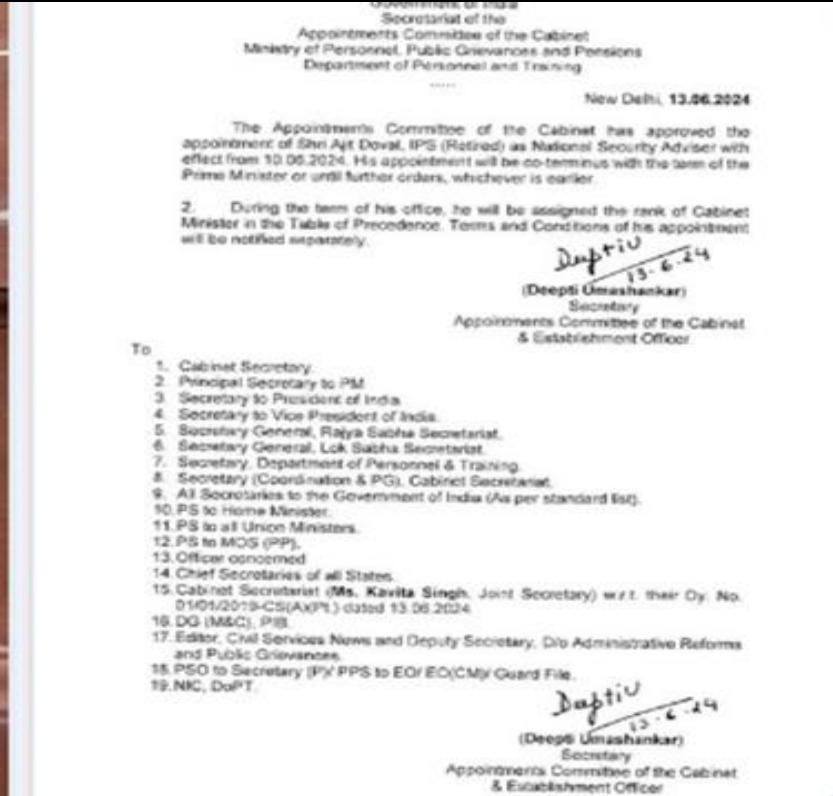 Government of India
Secretariat of the
Appointments Committee of the Cabinet
Ministry of Personnel, Public Grievances and Pensions
Department of Personnel and Training
.....
New Delhi, 13.06.2024
The Appointments Committee of the Cabinet has approved the
appointment of Shri Ajit Doval, IPS (Retired) as National Security Adviser with
effect from 10.06.2024. His appointment will be co-terminus with the term of the
Prime Minister or until further orders, whichever is earlier.
2. During the term of his office, he will be assigned the rank of Cabinet
Minister in the Table of Precedence. Terms and Conditions of his appointment
will be notified separately.
13.6.24
(Deepti Umashankar)
Secretary
Appointments Committee of the Cabinet
& Establishment Officer
To
1. Cabinet Secretary.
2. Principal Secretary to PM
3. Secretary to President of India.
4. Secretary to Vice President of India.
5. Secretary General, Rajya Sabha Secretariat.
6. Secretary General, Lok Sabha Secretariat.
7. Secretary, Department of Personnel & Training.
8. Secretary (Coordination & PG), Cabinet Secretariat.
9. All Secretaries to the Government of India (As per standard list).
10. PS to Home Minister.
11. PS to all Union Ministers.
12. PS to MOS (PP).
13. Officer concerned
14. Chief Secretaries of all States.
15. Cabinet Secretariat (Ms. Kavita Singh, Joint Secretary) w.r.t. their Dy. No.
01/01/2019-CS(A)(Pt.) dated 13.06.2024.
16. DG (M&C), PIB.
17. Editor, Civil Services News and Deputy Secretary, D/o Administrative Reforms
and Public Grievances.
18. PSO to Secretary (P)/ PPS to EO/ EO(CM)/ Guard File.
19. NIC, DoPT.
13.6.24
(Deepti Umashankar)
Secretary
Appointments Committee of the Cabinet
& Establishment Officer